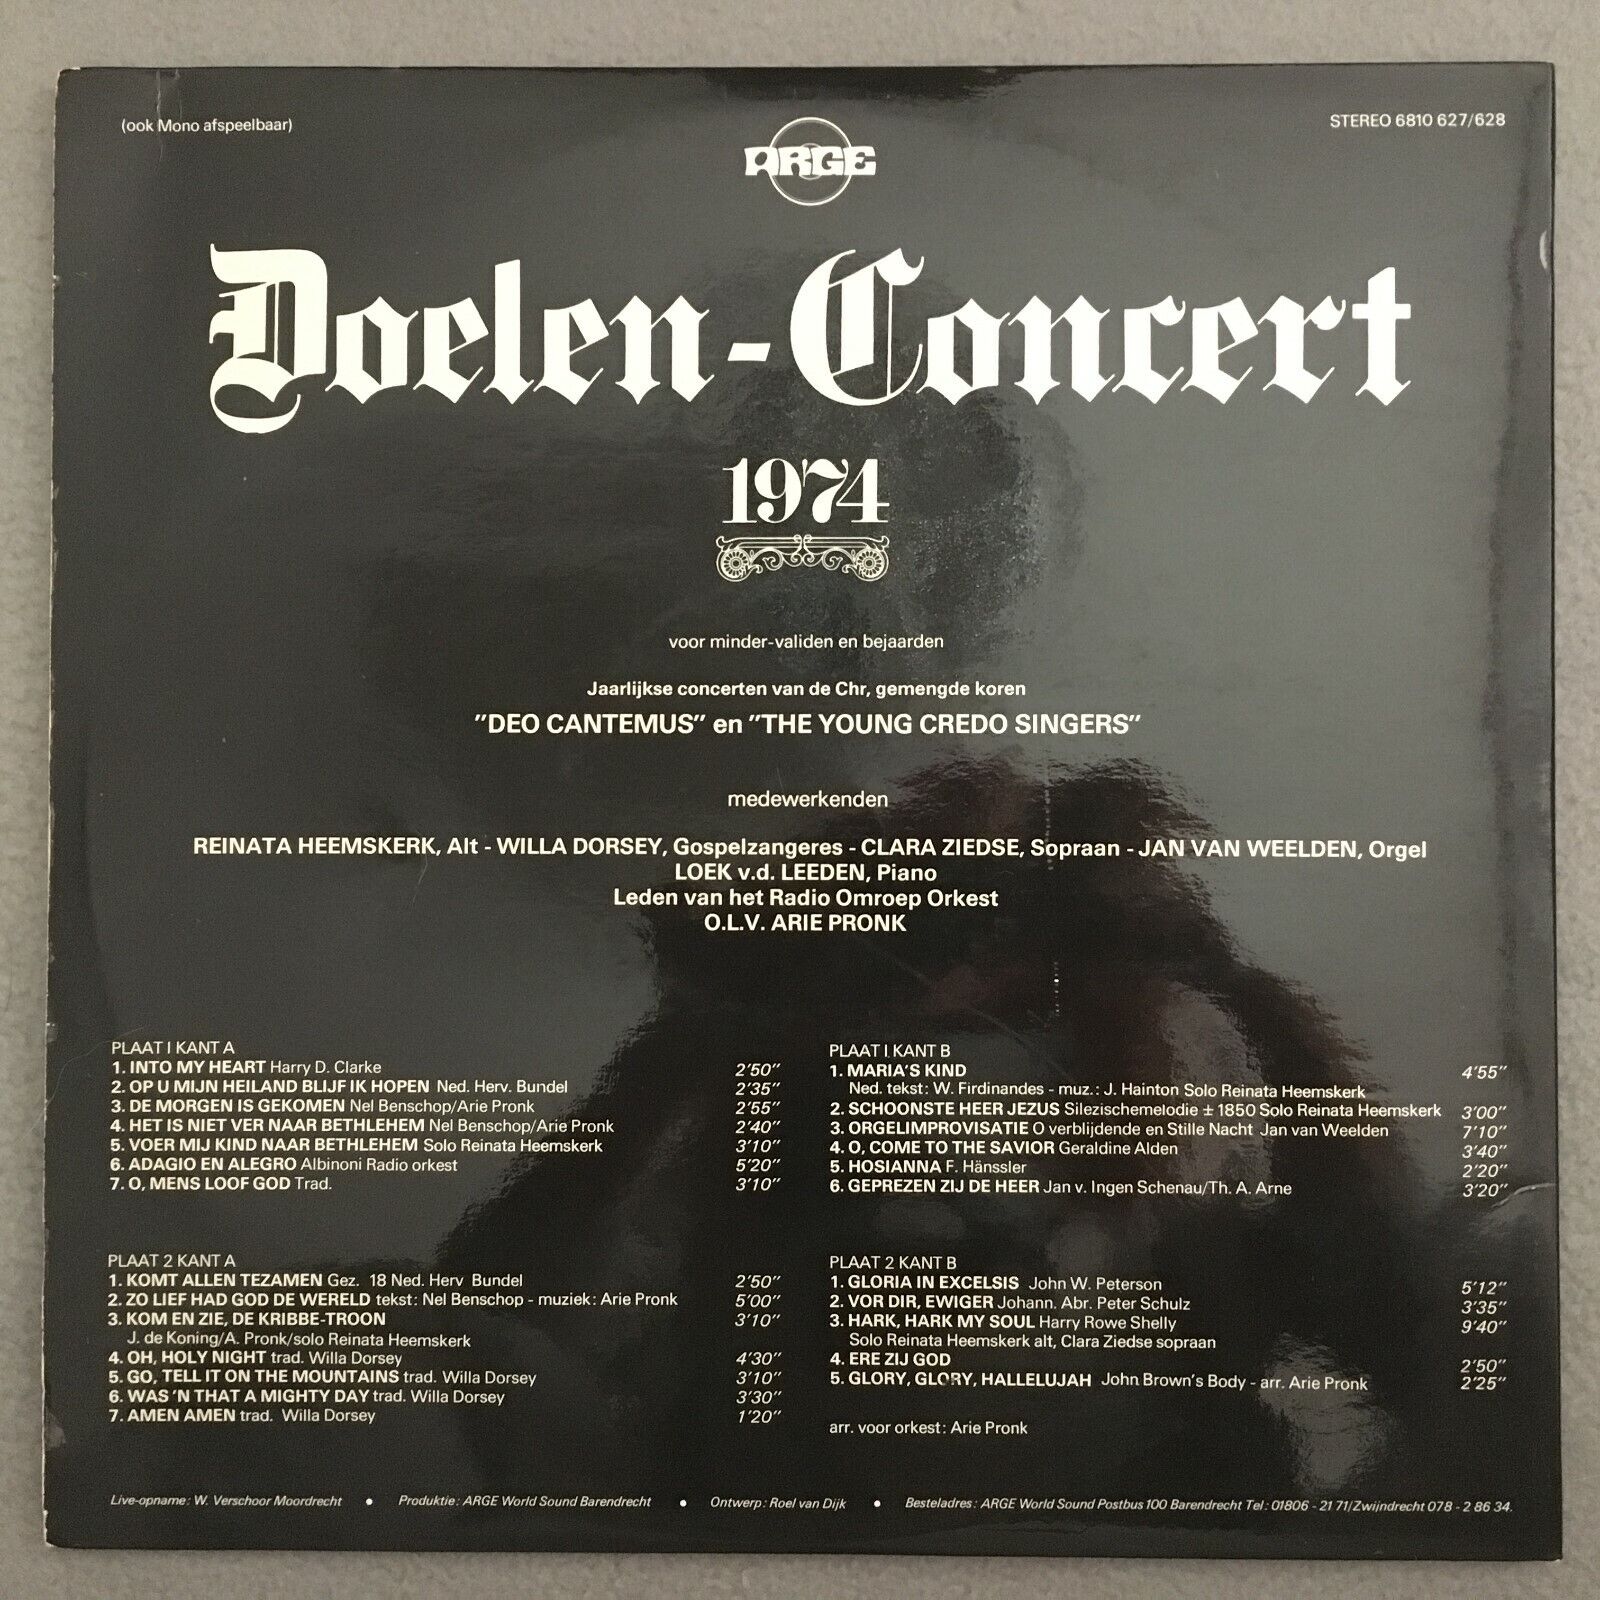 (ook Mono afspeelbaar)
STEREO 6810 627/628
ARGE
Doelen-Concert
1974
voor minder-validen en bejaarden
Jaarlijkse concerten van de Chr, gemengde koren
"DEO CANTEMUS" en "THE YOUNG CREDO SINGERS"
medewerkenden
REINATA HEEMSKERK, Alt - WILLA DORSEY, Gospelzangeres - CLARA ZIEDSE, Sopraan - JAN VAN WEELDEN, Orgel
LOEK v.d. LEEDEN, Piano
Leden van het Radio Omroep Orkest
O.L.V. ARIE PRONK
PLAAT 1 KANT A
1. INTO MY HEART Harry D. Clarke 2'50"
2. OP U MIJN HEILAND BLIJF IK HOPEN Ned. Herv. Bundel 2'35"
3. DE MORGEN IS GEKOMEN Nel Benschop/Arie Pronk 2'55"
4. HET IS NIET VER NAAR BETHLEHEM Nel Benschop/Arie Pronk 2'40"
5. VOER MIJ KIND NAAR BETHLEHEM Solo Reinata Heemskerk 3'10"
6. ADAGIO EN ALEGRO Albinoni Radio orkest 5'20"
7. O, MENS LOOF GOD Trad. 3'10"
PLAAT 1 KANT B
1. MARIA'S KIND 4'55"
Ned. tekst: W. Firdinandes - muz.: J. Hainton Solo Reinata Heemskerk
2. SCHOONSTE HEER JEZUS Silezischemelodie ± 1850 Solo Reinata Heemskerk 3'00"
3. ORGELIMPROVISATIE O verblijdende en Stille Nacht Jan van Weelden 7'10"
4. O, COME TO THE SAVIOR Geraldine Alden 3'40"
5. HOSIANNA F. Hänssler 2'20"
6. GEPREZEN ZIJ DE HEER Jan v. Ingen Schenau/Th. A. Arne 3'20"
PLAAT 2 KANT A
1. KOMT ALLEN TEZAMEN Gez. 18 Ned. Herv Bundel 2'50"
2. ZO LIEF HAD GOD DE WERELD tekst: Nel Benschop - muziek: Arie Pronk 5'00"
3. KOM EN ZIE, DE KRIBBE-TROON 3'10"
J. de Koning/A. Pronk/solo Reinata Heemskerk
4. OH, HOLY NIGHT trad. Willa Dorsey 4'30"
5. GO, TELL IT ON THE MOUNTAINS trad. Willa Dorsey 3'10"
6. WAS 'N THAT A MIGHTY DAY trad. Willa Dorsey 3'30"
7. AMEN AMEN trad. Willa Dorsey 1'20"
PLAAT 2 KANT B
1. GLORIA IN EXCELSIS John W. Peterson 5'12"
2. VOR DIR, EWIGER Johann. Abr. Peter Schulz 3'35"
3. HARK, HARK MY SOUL Harry Rowe Shelly 9'40"
Solo Reinata Heemskerk alt, Clara Ziedse sopraan
4. ERE ZIJ GOD 2'50"
5. GLORY, GLORY, HALLELUJAH John Brown's Body - arr. Arie Pronk 2'25"
arr. voor orkest: Arie Pronk
Live-opname: W. Verschoor Moordrecht • Produktie: ARGE World Sound Barendrecht • Ontwerp: Roel van Dijk • Besteladres: ARGE World Sound Postbus 100 Barendrecht Tel: 01806 - 21 71/Zwijndrecht 078 - 2 86 34.